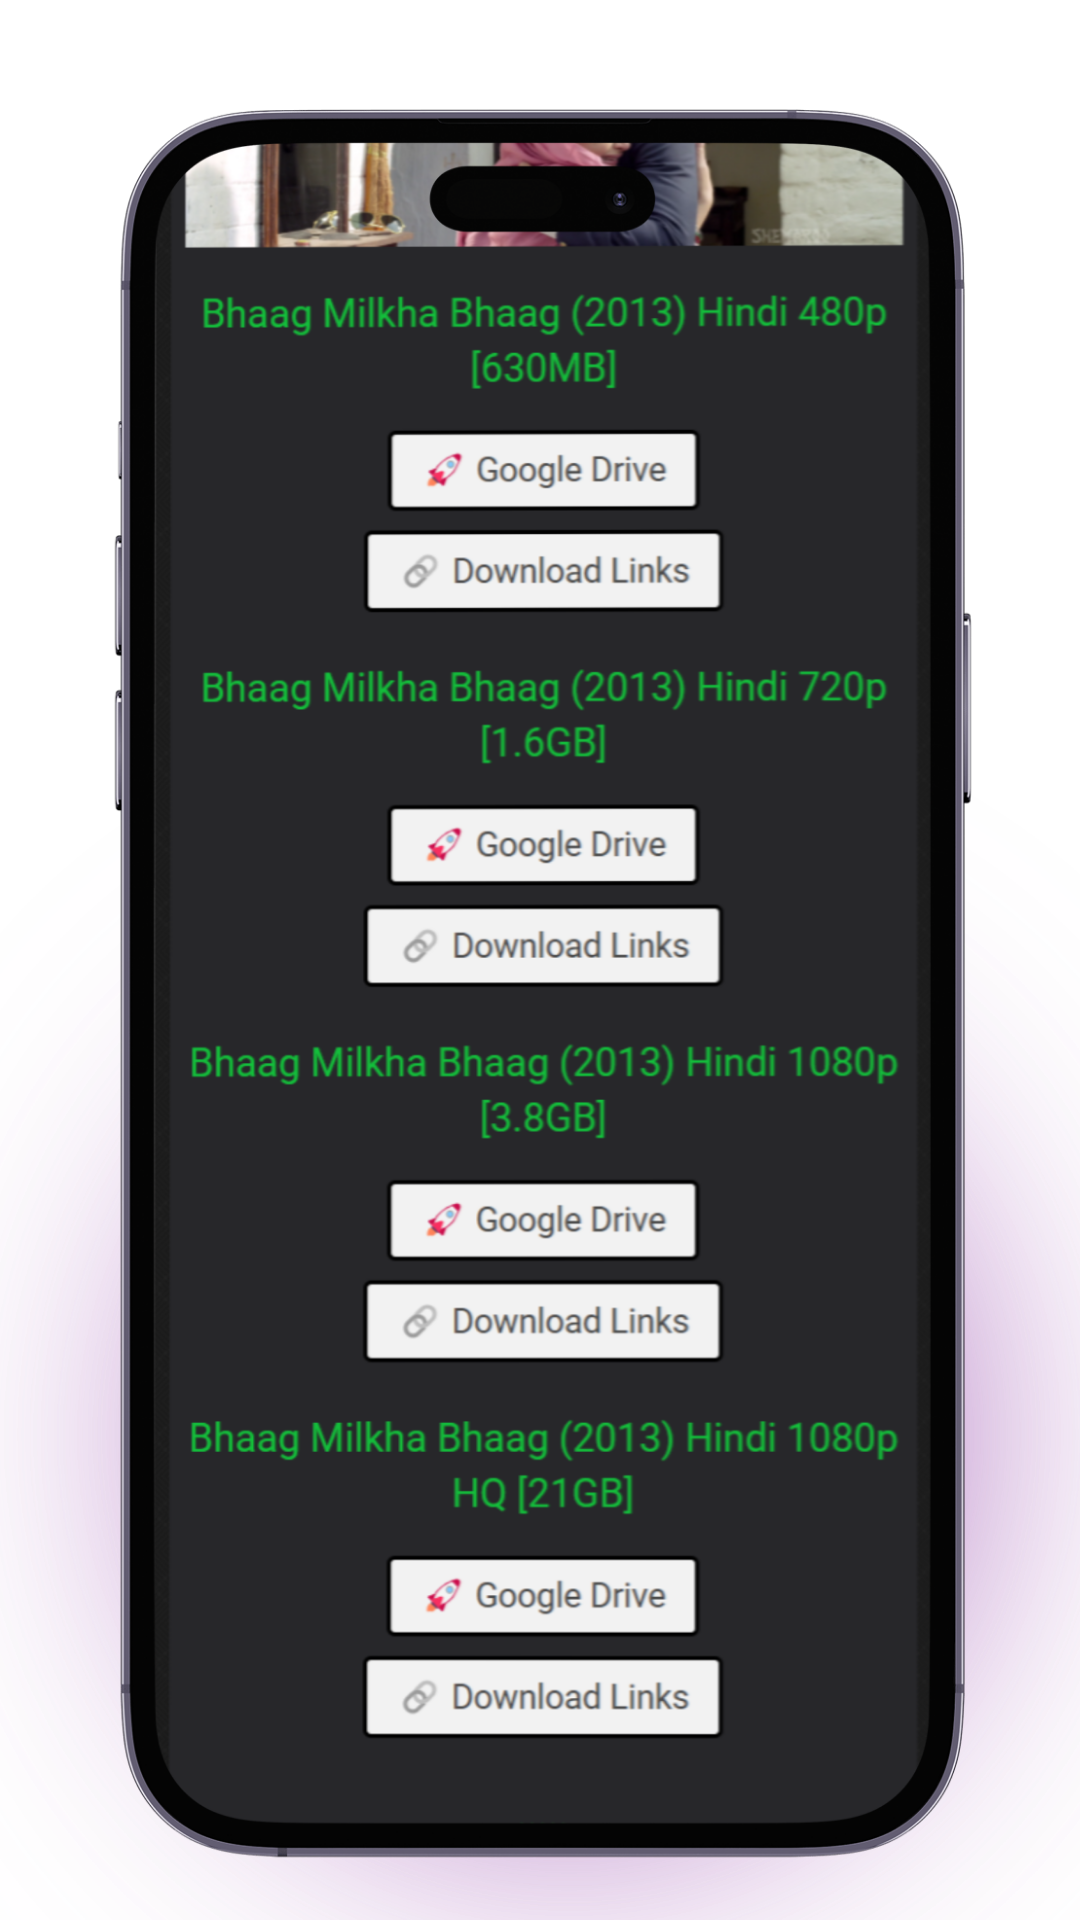 SHEMAROO
Bhaag Milkha Bhaag (2013) Hindi 480p
[630MB]
🚀 Google Drive
🔗 Download Links
Bhaag Milkha Bhaag (2013) Hindi 720p
[1.6GB]
🚀 Google Drive
🔗 Download Links
Bhaag Milkha Bhaag (2013) Hindi 1080p
[3.8GB]
🚀 Google Drive
🔗 Download Links
Bhaag Milkha Bhaag (2013) Hindi 1080p
HQ [21GB]
🚀 Google Drive
🔗 Download Links